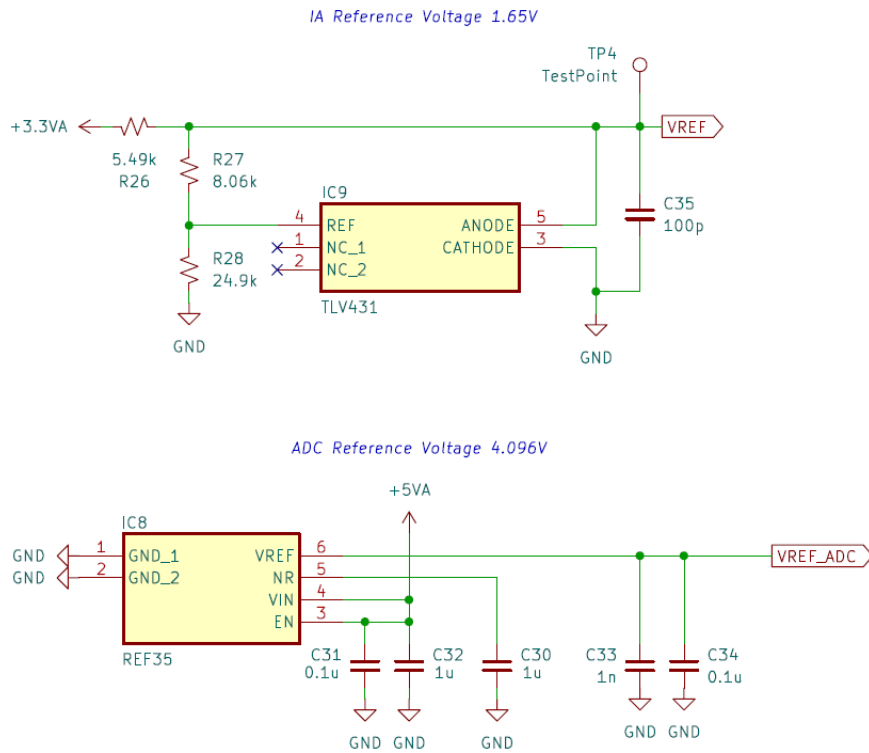 IA Reference Voltage 1.65V
TP4
TestPoint
+3.3VA
VREF
5.49k
R26
R27
8.06k
IC9
4 REF ANODE 5
1 NC_1 CATHODE 3
2 NC_2
TLV431
C35
100p
R28
24.9k
GND
GND
ADC Reference Voltage 4.096V
+5VA
IC8
GND 1 GND_1 VREF 6
GND 2 GND_2 NR 5
VIN 4
EN 3
REF35
VREF_ADC
C31
0.1u
C32
1u
C30
1u
C33
1n
C34
0.1u
GND
GND
GND
GND
GND